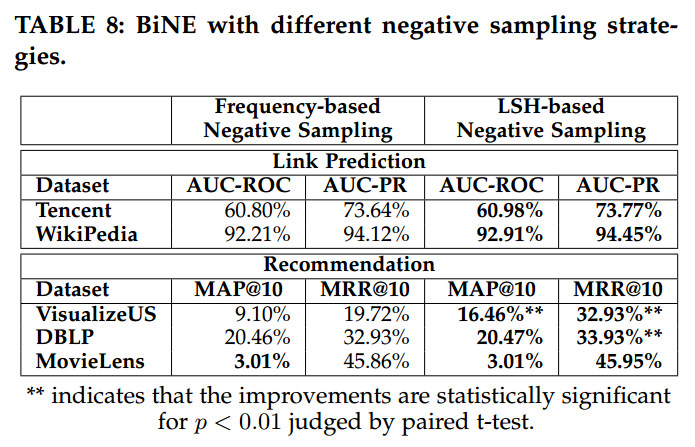 TABLE 8: BiNE with different negative sampling strate-
gies.
Frequency-based LSH-based
Negative Sampling Negative Sampling
Link Prediction
Dataset AUC-ROC AUC-PR AUC-ROC AUC-PR
Tencent 60.80% 73.64% 60.98% 73.77%
WikiPedia 92.21% 94.12% 92.91% 94.45%
Recommendation
Dataset MAP@10 MRR@10 MAP@10 MRR@10
VisualizeUS 9.10% 19.72% 16.46%** 32.93%**
DBLP 20.46% 32.93% 20.47% 33.93%**
MovieLens 3.01% 45.86% 3.01% 45.95%
** indicates that the improvements are statistically significant
for p < 0.01 judged by paired t-test.